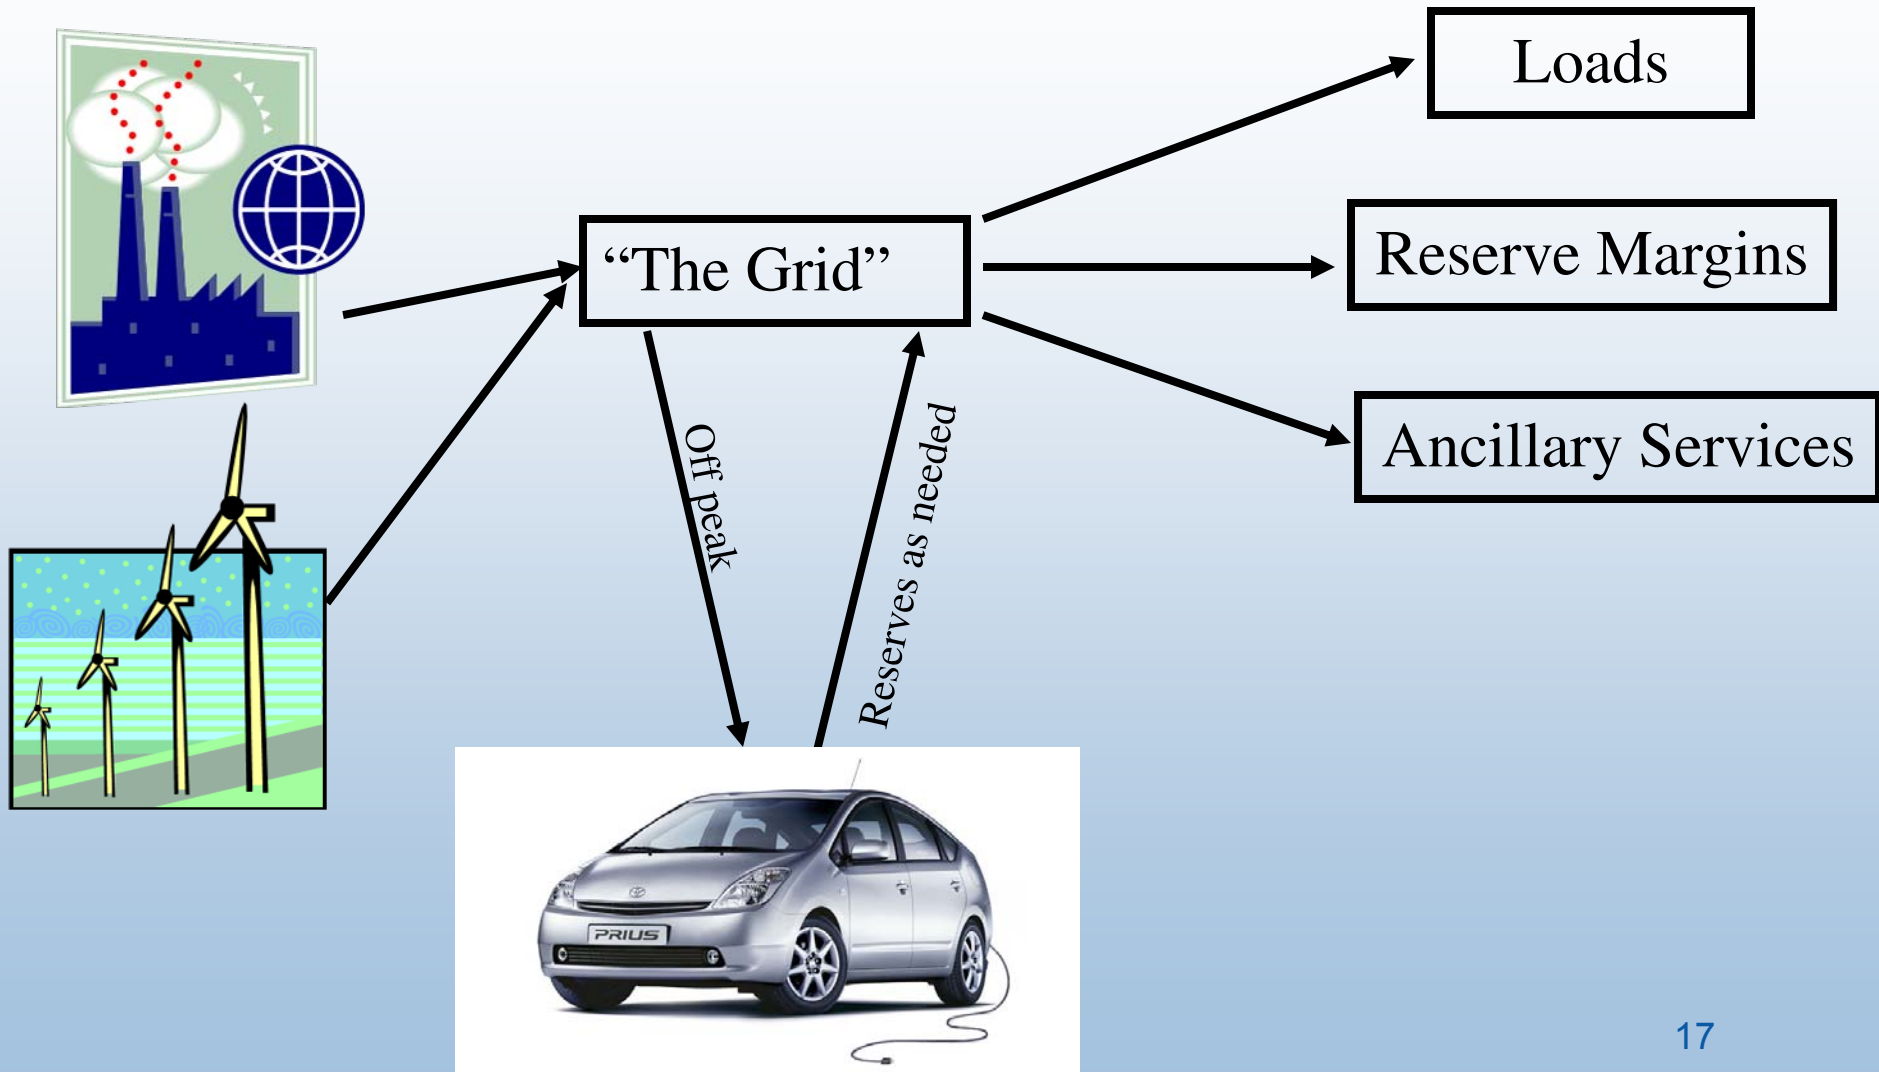 Loads
“The Grid”
Reserve Margins
Ancillary Services
Off peak
Reserves as needed
PRIUS
17